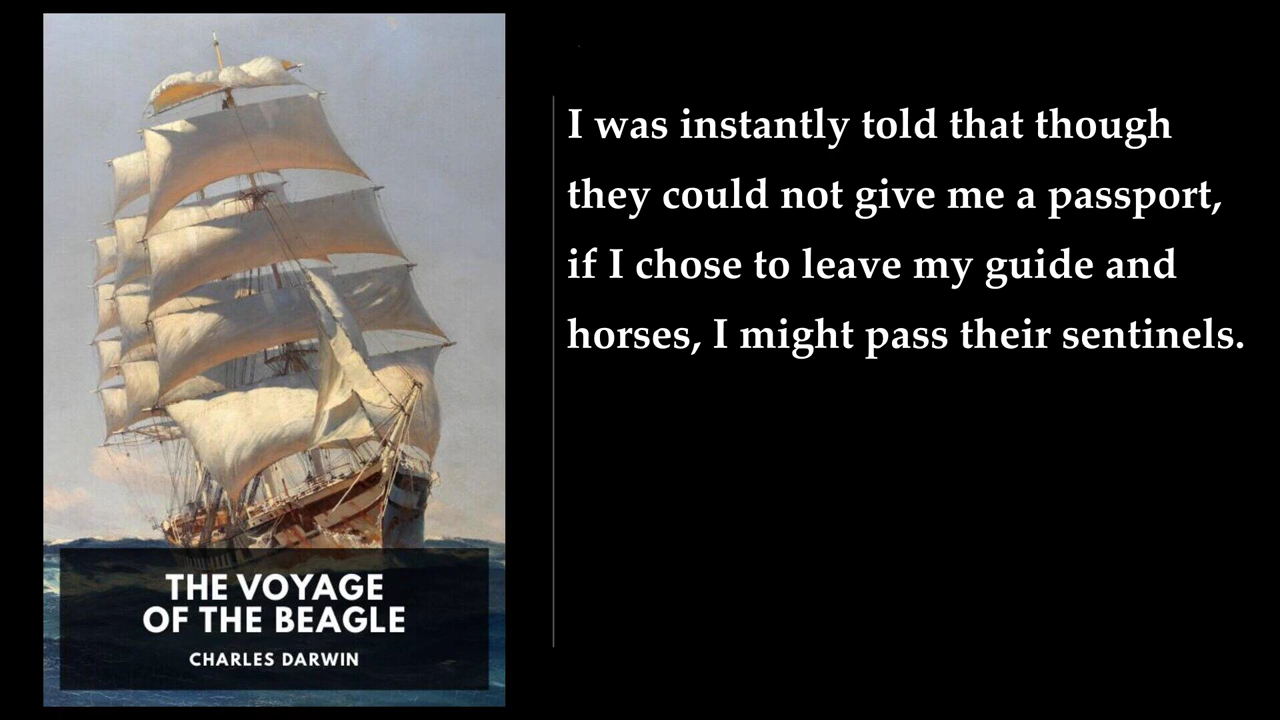 THE VOYAGE
OF THE BEAGLE
CHARLES DARWIN
I was instantly told that though
they could not give me a passport,
if I chose to leave my guide and
horses, I might pass their sentinels.